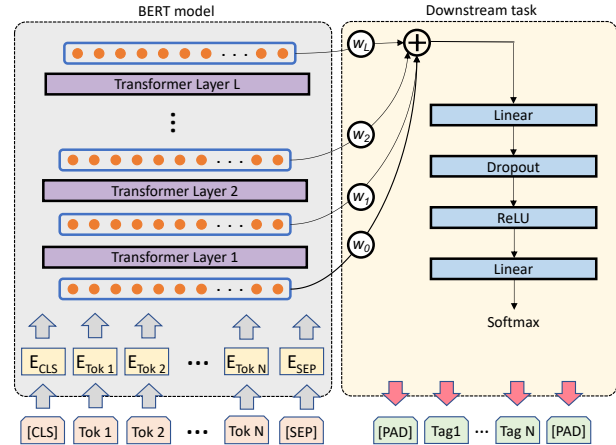 BERT model
Downstream task
w_L
Transformer Layer L
...
w_2
Linear
Transformer Layer 2
Dropout
w_1
ReLU
Transformer Layer 1
w_0
Linear
Softmax
E_CLS E_Tok 1 E_Tok 2 ... E_Tok N E_SEP
[CLS] Tok 1 Tok 2 ... Tok N [SEP]
[PAD] Tag1 ... Tag N [PAD]